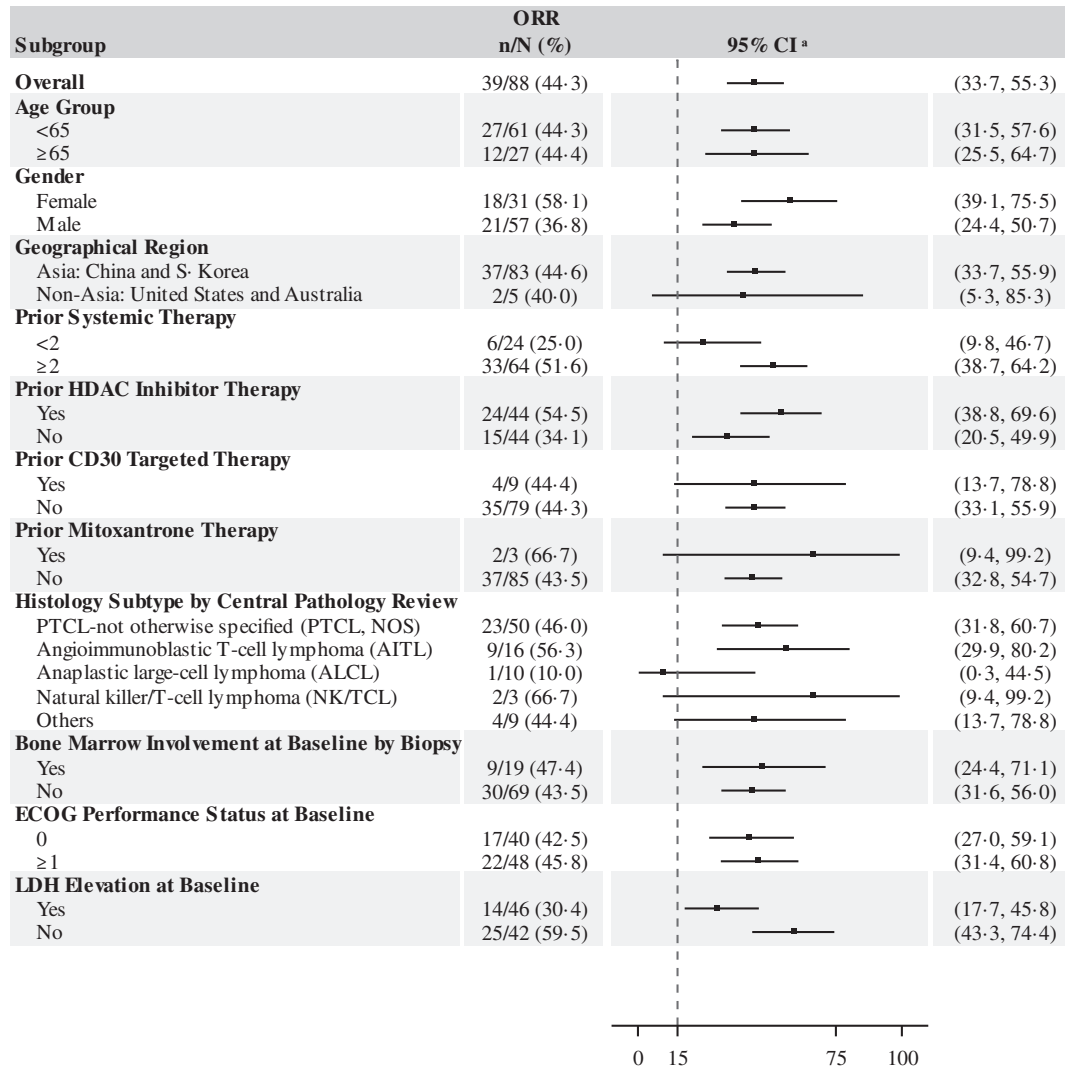 ORR
Subgroup n/N (%) 95% CI ᵃ
Overall 39/88 (44·3) (33·7, 55·3)
Age Group
<65 27/61 (44·3) (31·5, 57·6)
≥65 12/27 (44·4) (25·5, 64·7)
Gender
Female 18/31 (58·1) (39·1, 75·5)
Male 21/57 (36·8) (24·4, 50·7)
Geographical Region
Asia: China and S· Korea 37/83 (44·6) (33·7, 55·9)
Non-Asia: United States and Australia 2/5 (40·0) (5·3, 85·3)
Prior Systemic Therapy
<2 6/24 (25·0) (9·8, 46·7)
≥2 33/64 (51·6) (38·7, 64·2)
Prior HDAC Inhibitor Therapy
Yes 24/44 (54·5) (38·8, 69·6)
No 15/44 (34·1) (20·5, 49·9)
Prior CD30 Targeted Therapy
Yes 4/9 (44·4) (13·7, 78·8)
No 35/79 (44·3) (33·1, 55·9)
Prior Mitoxantrone Therapy
Yes 2/3 (66·7) (9·4, 99·2)
No 37/85 (43·5) (32·8, 54·7)
Histology Subtype by Central Pathology Review
PTCL-not otherwise specified (PTCL, NOS) 23/50 (46·0) (31·8, 60·7)
Angioimmunoblastic T-cell lymphoma (AITL) 9/16 (56·3) (29·9, 80·2)
Anaplastic large-cell lymphoma (ALCL) 1/10 (10·0) (0·3, 44·5)
Natural killer/T-cell lymphoma (NK/TCL) 2/3 (66·7) (9·4, 99·2)
Others 4/9 (44·4) (13·7, 78·8)
Bone Marrow Involvement at Baseline by Biopsy
Yes 9/19 (47·4) (24·4, 71·1)
No 30/69 (43·5) (31·6, 56·0)
ECOG Performance Status at Baseline
0 17/40 (42·5) (27·0, 59·1)
≥1 22/48 (45·8) (31·4, 60·8)
LDH Elevation at Baseline
Yes 14/46 (30·4) (17·7, 45·8)
No 25/42 (59·5) (43·3, 74·4)
0 15 75 100